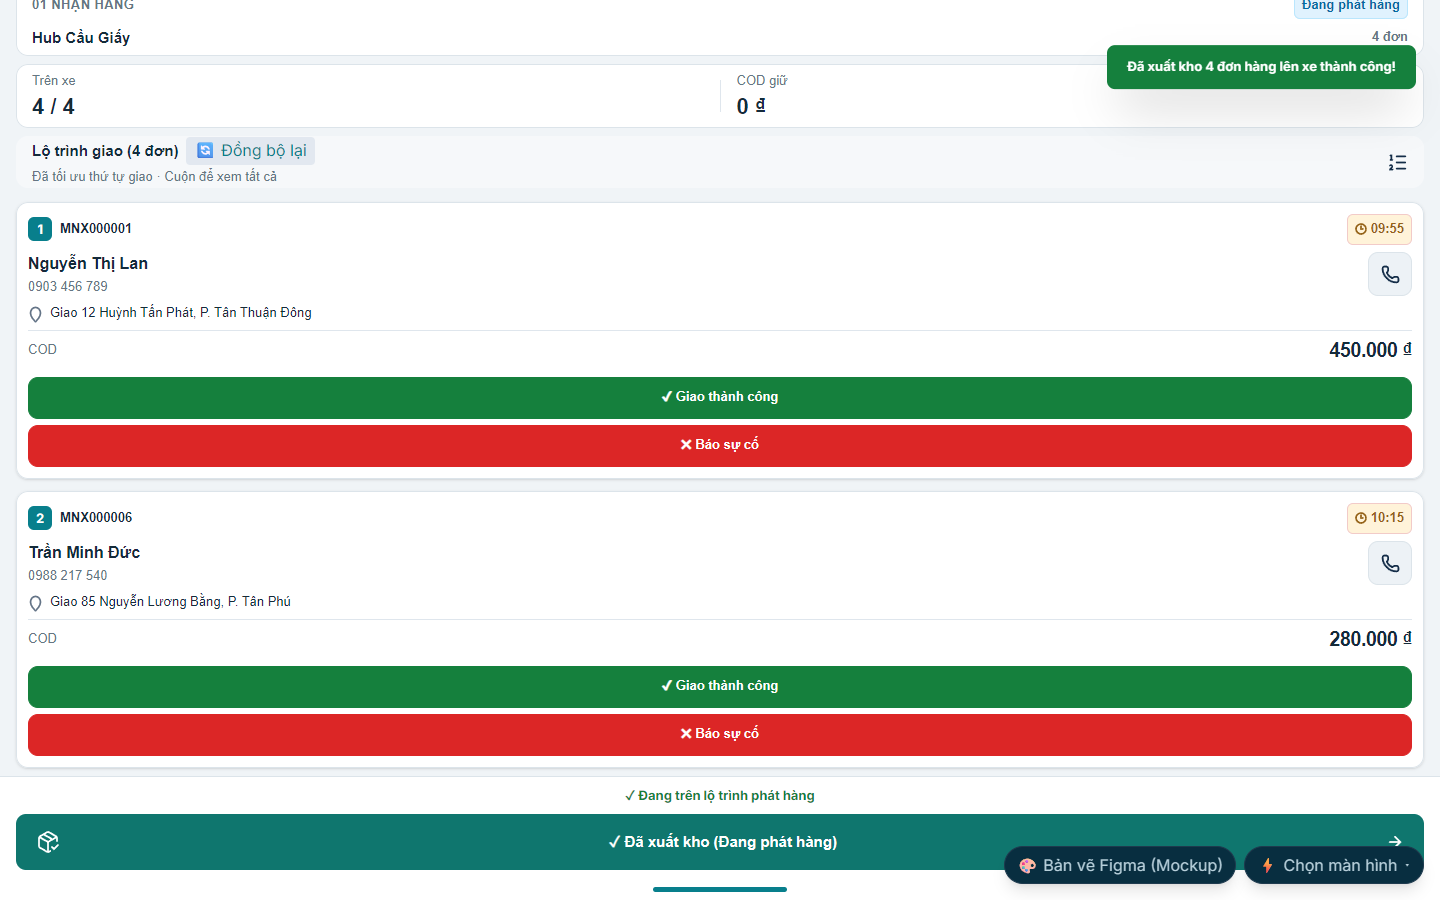 01 NHẬN HÀNG
Đang phát hàng
Hub Cầu Giấy
4 đơn
Đã xuất kho 4 đơn hàng lên xe thành công!
Trên xe
4 / 4
COD giữ
0 ₫
Lộ trình giao (4 đơn)
Đồng bộ lại
Đã tối ưu thứ tự giao · Cuộn để xem tất cả
1 MNX000001
09:55
Nguyễn Thị Lan
0903 456 789
Giao 12 Huỳnh Tấn Phát, P. Tân Thuận Đông
COD
450.000 ₫
✓ Giao thành công
✕ Báo sự cố
2 MNX000006
10:15
Trần Minh Đức
0988 217 540
Giao 85 Nguyễn Lương Bằng, P. Tân Phú
COD
280.000 ₫
✓ Giao thành công
✕ Báo sự cố
✓ Đang trên lộ trình phát hàng
✓ Đã xuất kho (Đang phát hàng)
Bản vẽ Figma (Mockup)
Chọn màn hình